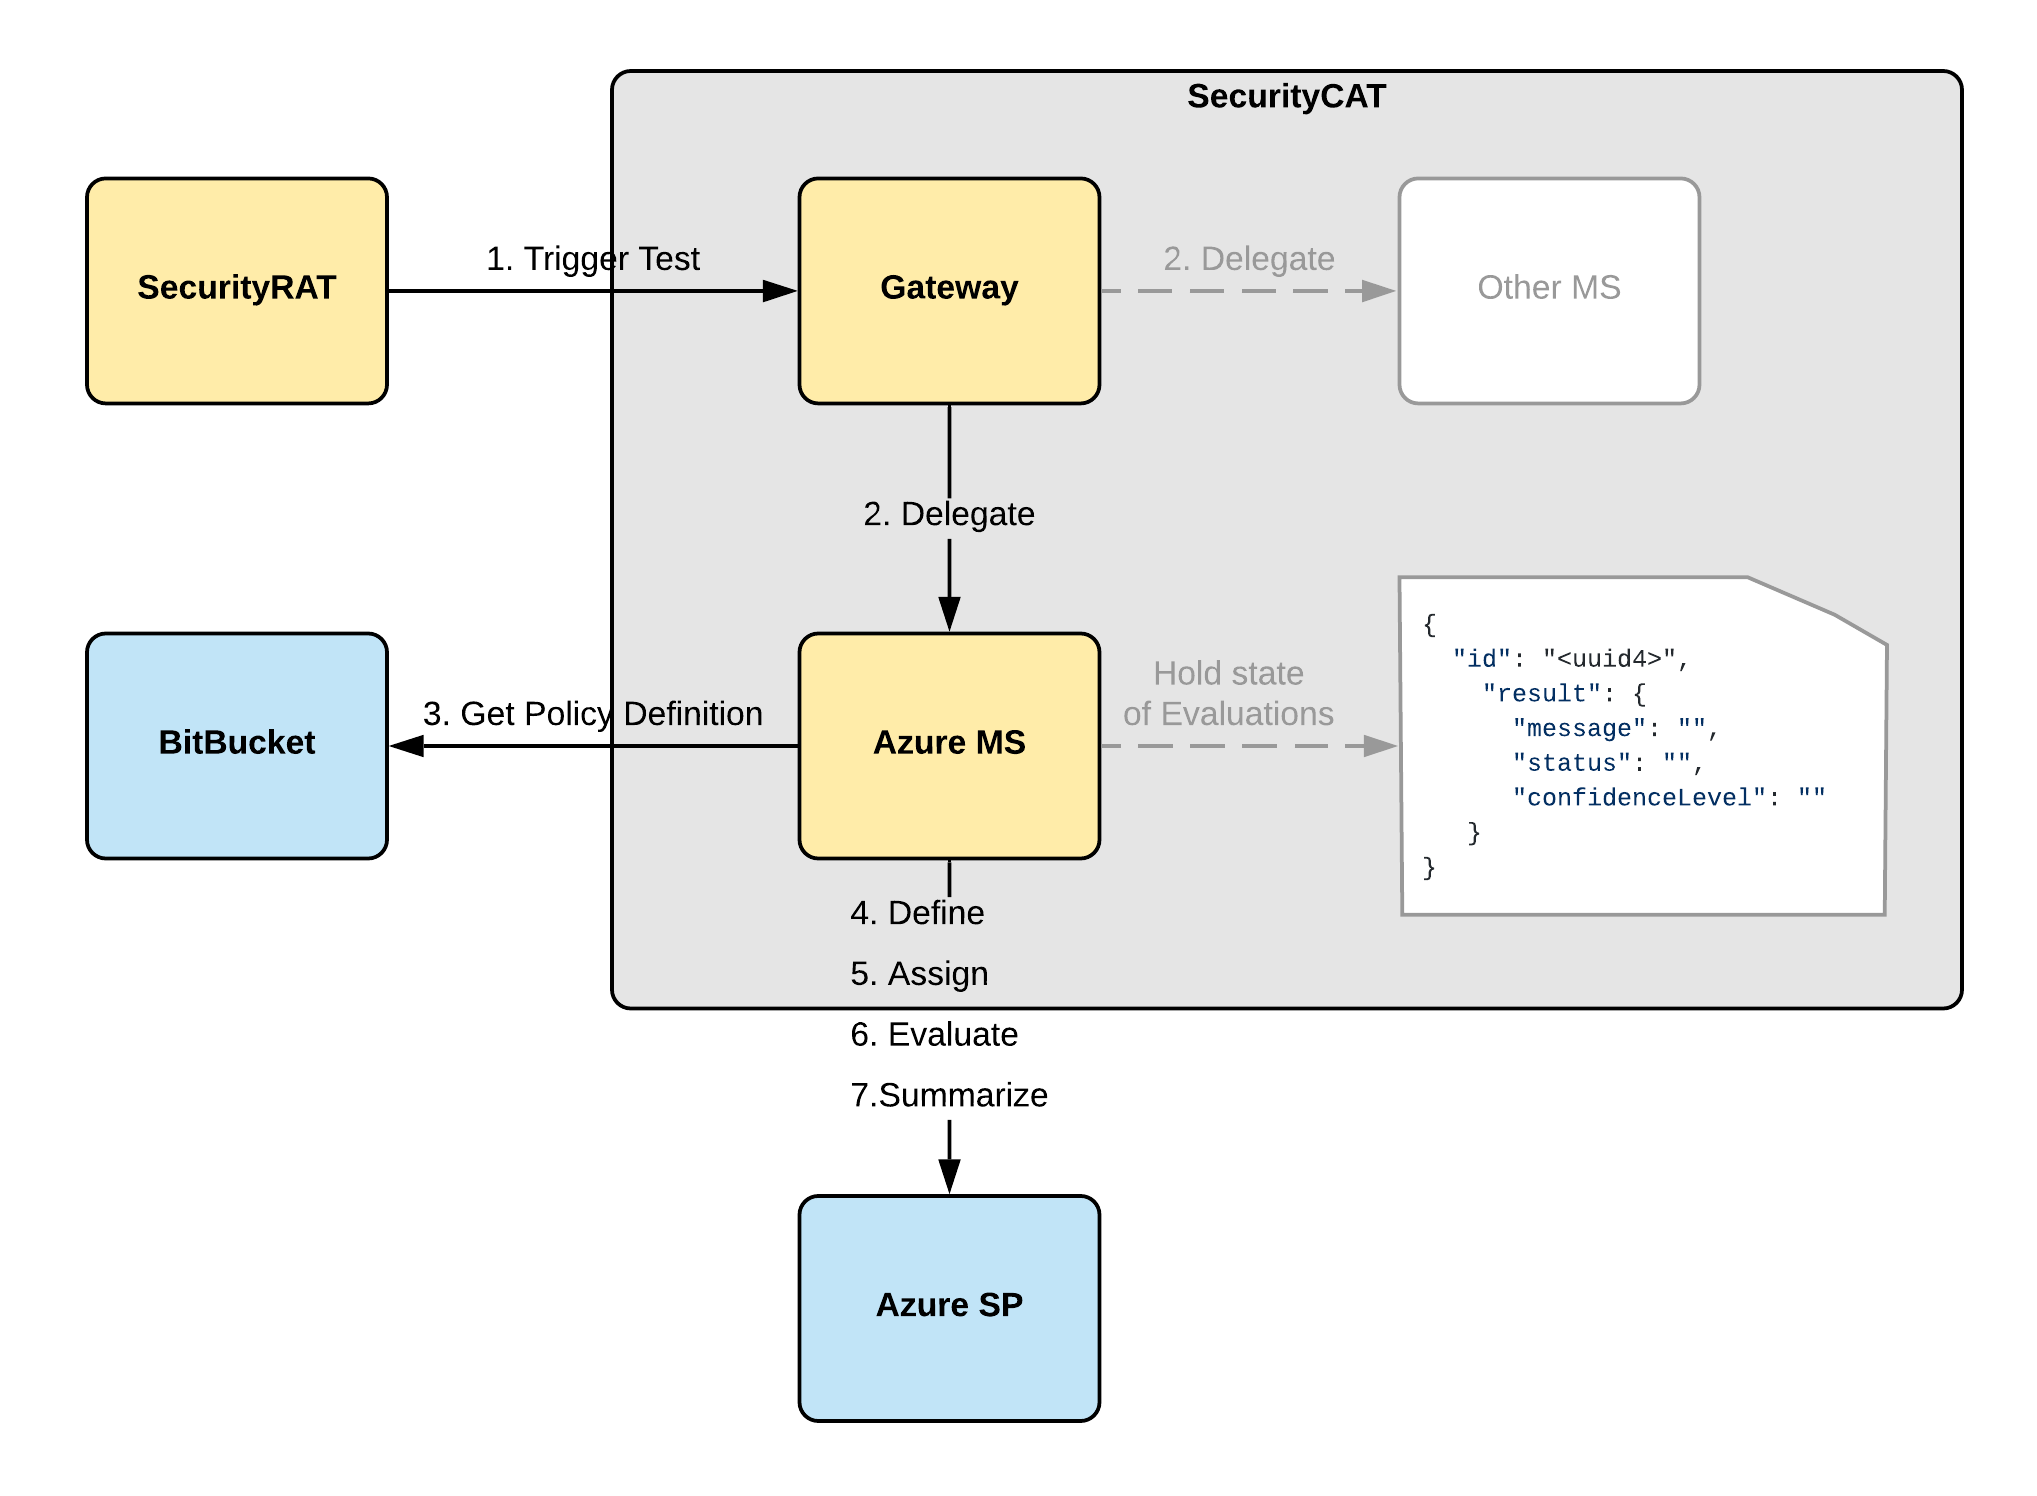 SecurityCAT
1. Trigger Test
2. Delegate
SecurityRAT
Gateway
Other MS
2. Delegate
{
"id": "<uuid4>",
"result": {
"message": "",
"status": "",
"confidenceLevel": ""
}
}
Hold state
of Evaluations
3. Get Policy Definition
BitBucket
Azure MS
4. Define
5. Assign
6. Evaluate
7.Summarize
Azure SP